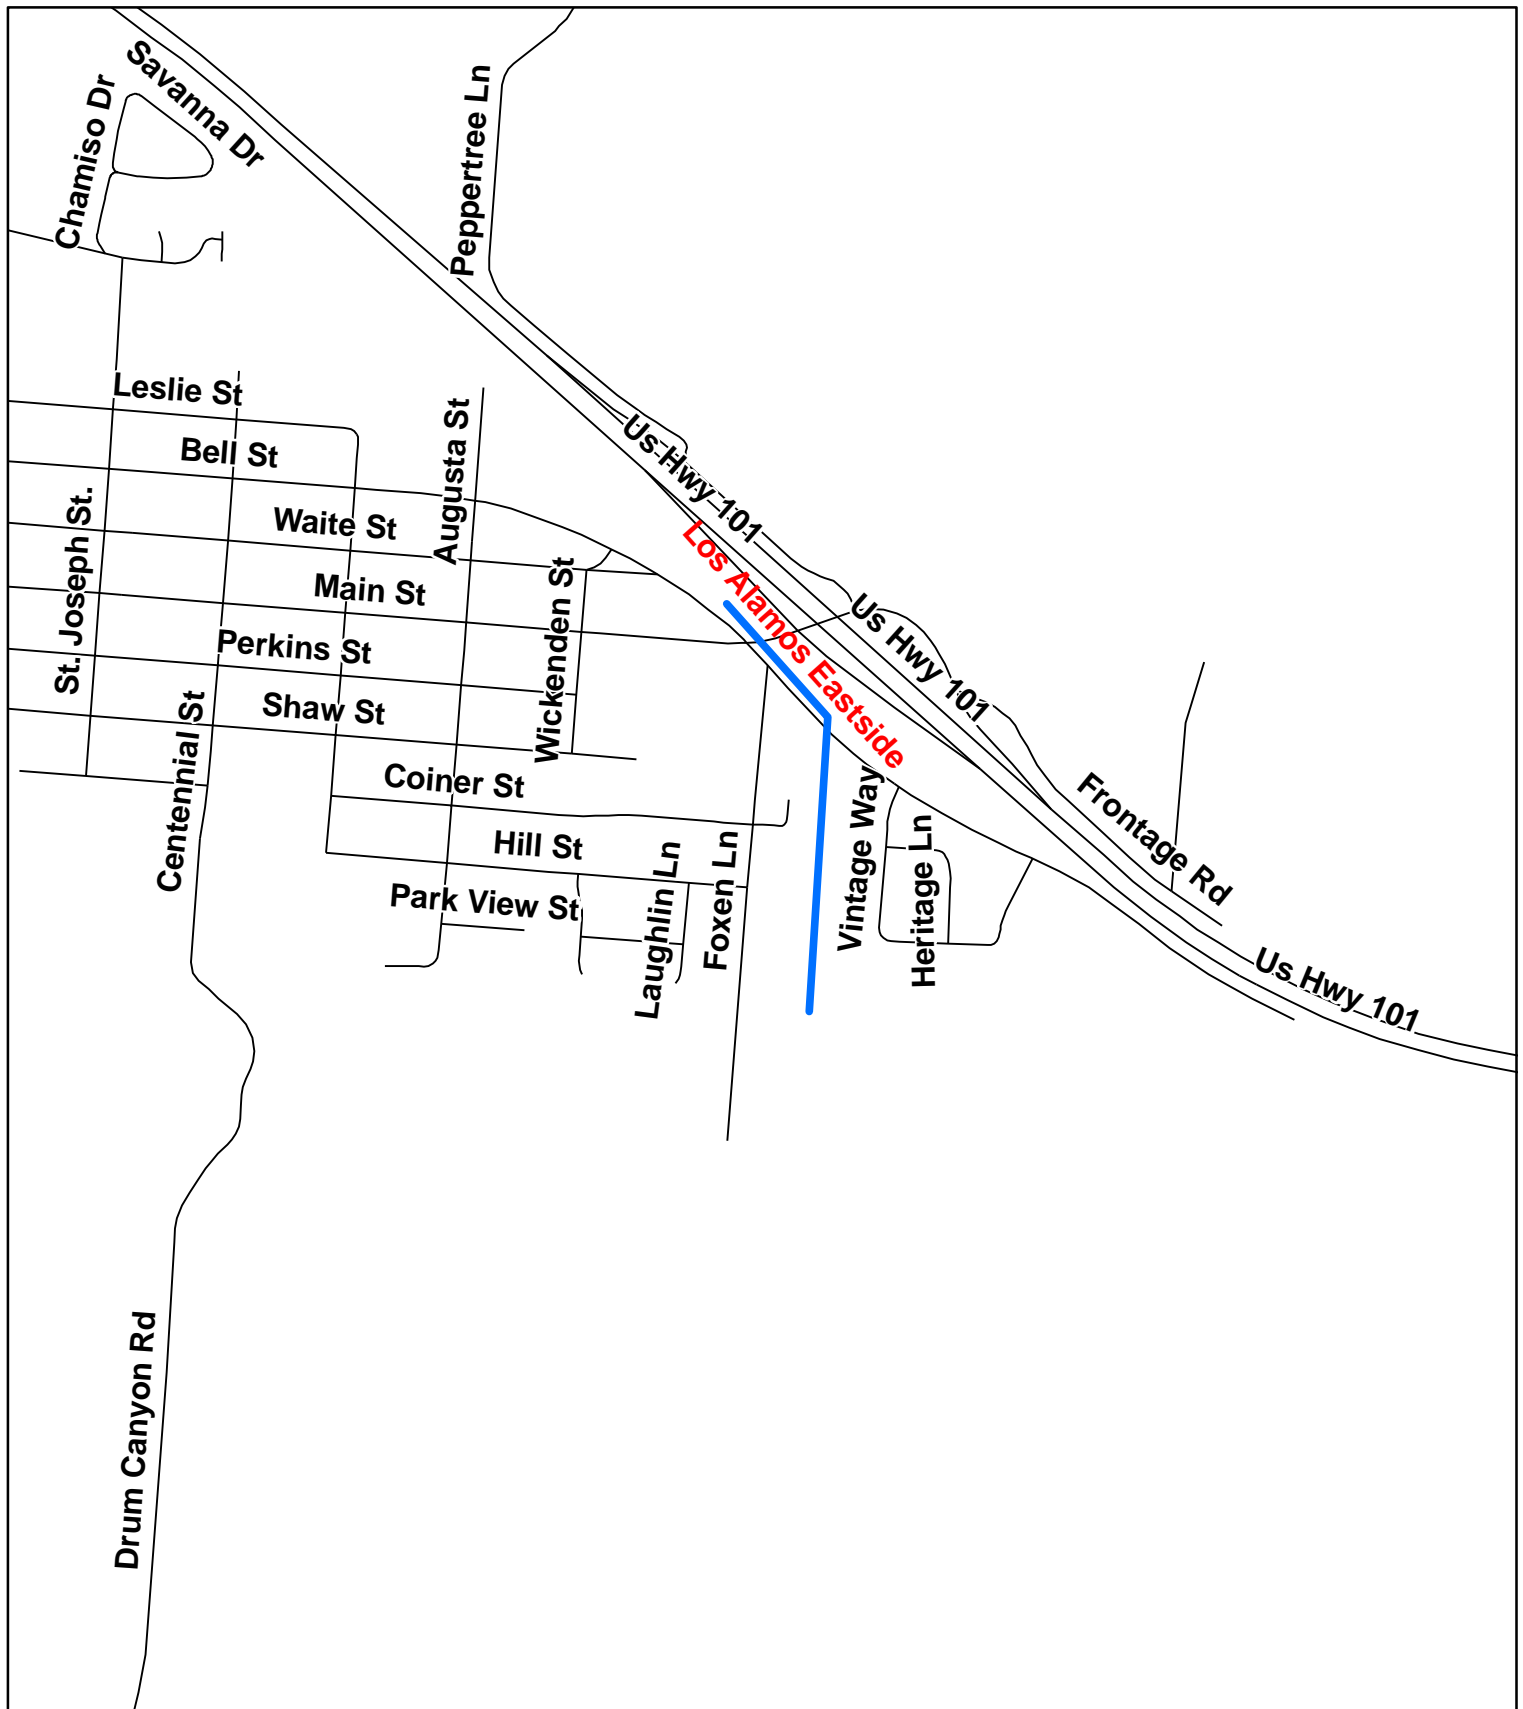 Savanna Dr
Chamiso Dr
Peppertree Ln
Leslie St
Bell St
Augusta St
Us Hwy 101
St. Joseph St.
Waite St
Los Alamos Eastside
Main St
Wickenden St
Us Hwy 101
Perkins St
Centennial St
Shaw St
Coiner St
Vintage Way
Frontage Rd
Hill St
Heritage Ln
Laughlin Ln
Foxen Ln
Park View St
Us Hwy 101
Drum Canyon Rd